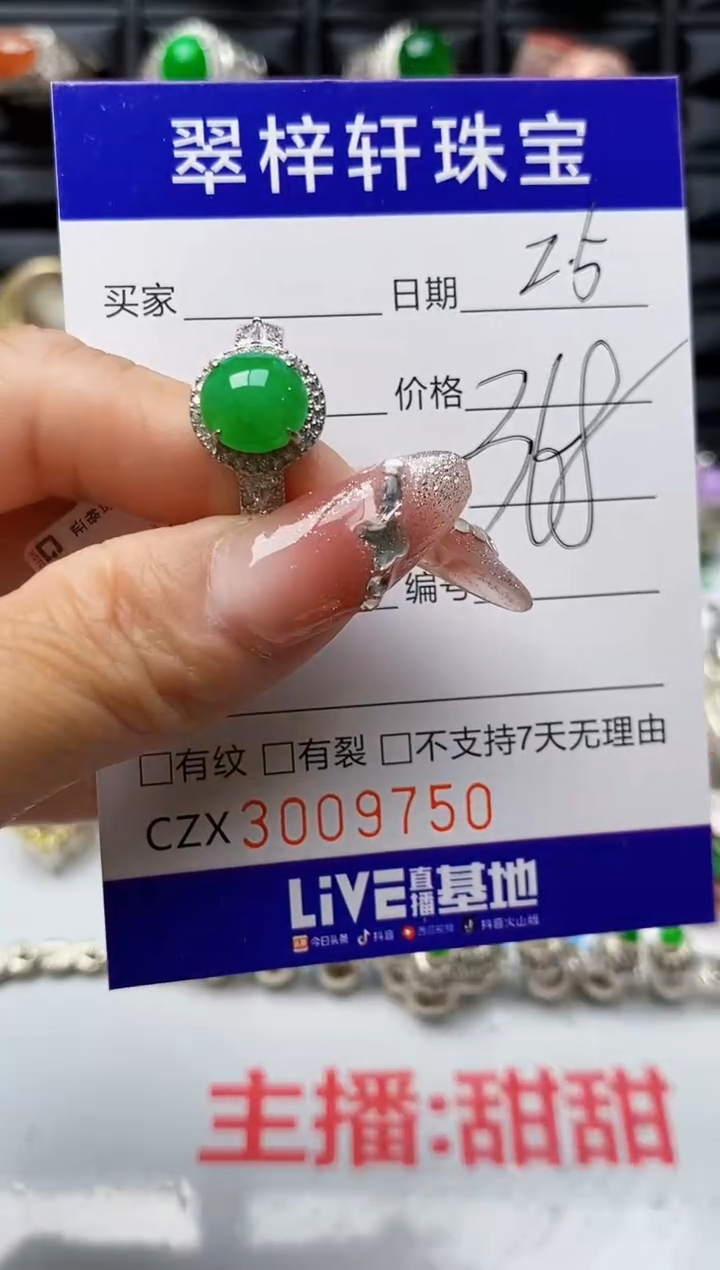 翠梓轩珠宝
买家 日期 2.5
价格 368
编号
□有纹 □有裂 □不支持7天无理由
CZX3009750
LiVE直播基地
今日头条 抖音 西瓜视频 抖音火山版
主播:甜甜